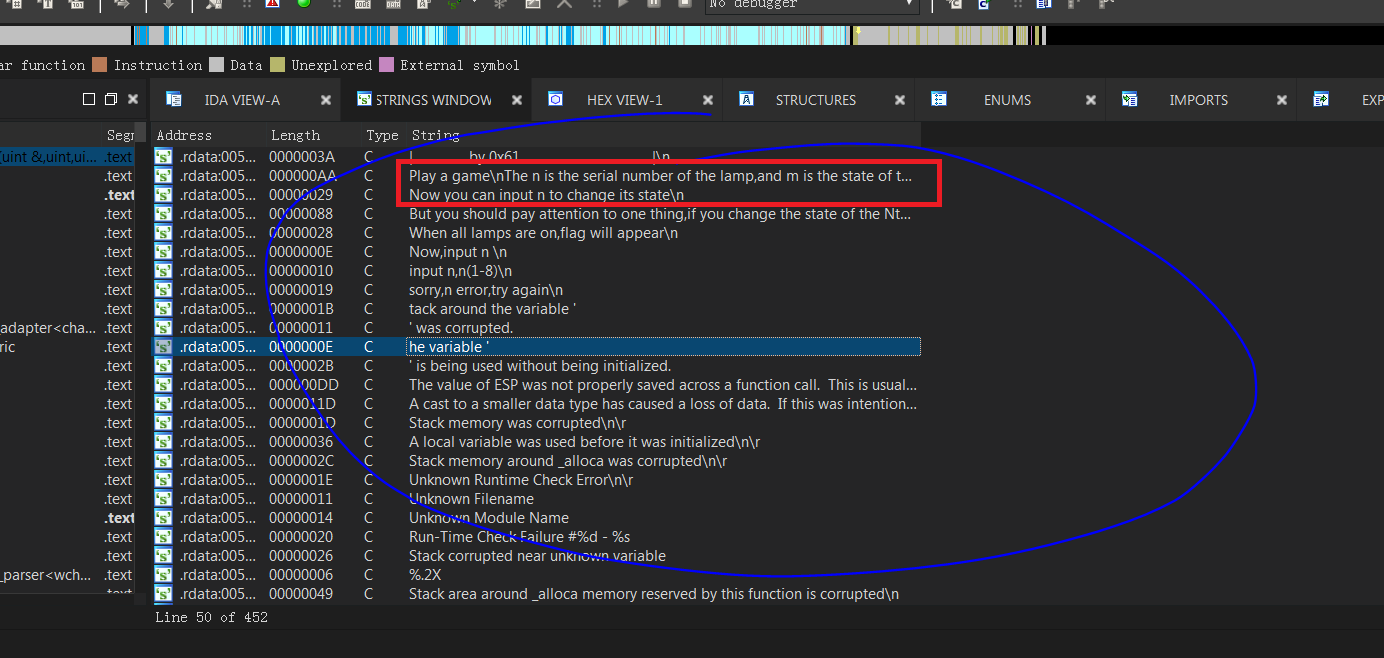 No debugger
ar function Instruction Data Unexplored External symbol
IDA VIEW-A STRINGS WINDOW HEX VIEW-1 STRUCTURES ENUMS IMPORTS EXP
Segr Address Length Type String
(uint &,uint,ui... .text .rdata:005... 0000003A C | by 0x61 |\n
.text .rdata:005... 000000AA C Play a game\nThe n is the serial number of the lamp,and m is the state of t...
.text .rdata:005... 00000029 C Now you can input n to change its state\n
.text .rdata:005... 00000088 C But you should pay attention to one thing,if you change the state of the Nt...
.text .rdata:005... 00000028 C When all lamps are on,flag will appear\n
.text .rdata:005... 0000000E C Now,input n \n
.text .rdata:005... 00000010 C input n,n(1-8)\n
.text .rdata:005... 00000019 C sorry,n error,try again\n
.text .rdata:005... 0000001B C tack around the variable '
adapter<cha... .text .rdata:005... 00000011 C ' was corrupted.
ric .text .rdata:005... 0000000E C he variable '
.text .rdata:005... 0000002B C ' is being used without being initialized.
.text .rdata:005... 000000DD C The value of ESP was not properly saved across a function call.  This is usual...
.text .rdata:005... 0000011D C A cast to a smaller data type has caused a loss of data.  If this was intention...
.text .rdata:005... 0000001D C Stack memory was corrupted\n\r
.text .rdata:005... 00000036 C A local variable was used before it was initialized\n\r
.text .rdata:005... 0000002C C Stack memory around _alloca was corrupted\n\r
.text .rdata:005... 0000001E C Unknown Runtime Check Error\n\r
.text .rdata:005... 00000011 C Unknown Filename
.text .rdata:005... 00000014 C Unknown Module Name
.text .rdata:005... 00000020 C Run-Time Check Failure #%d - %s
.text .rdata:005... 00000026 C Stack corrupted near unknown variable
_parser<wch... .text .rdata:005... 00000006 C %.2X
.text .rdata:005... 00000049 C Stack area around _alloca memory reserved by this function is corrupted\n
Line 50 of 452